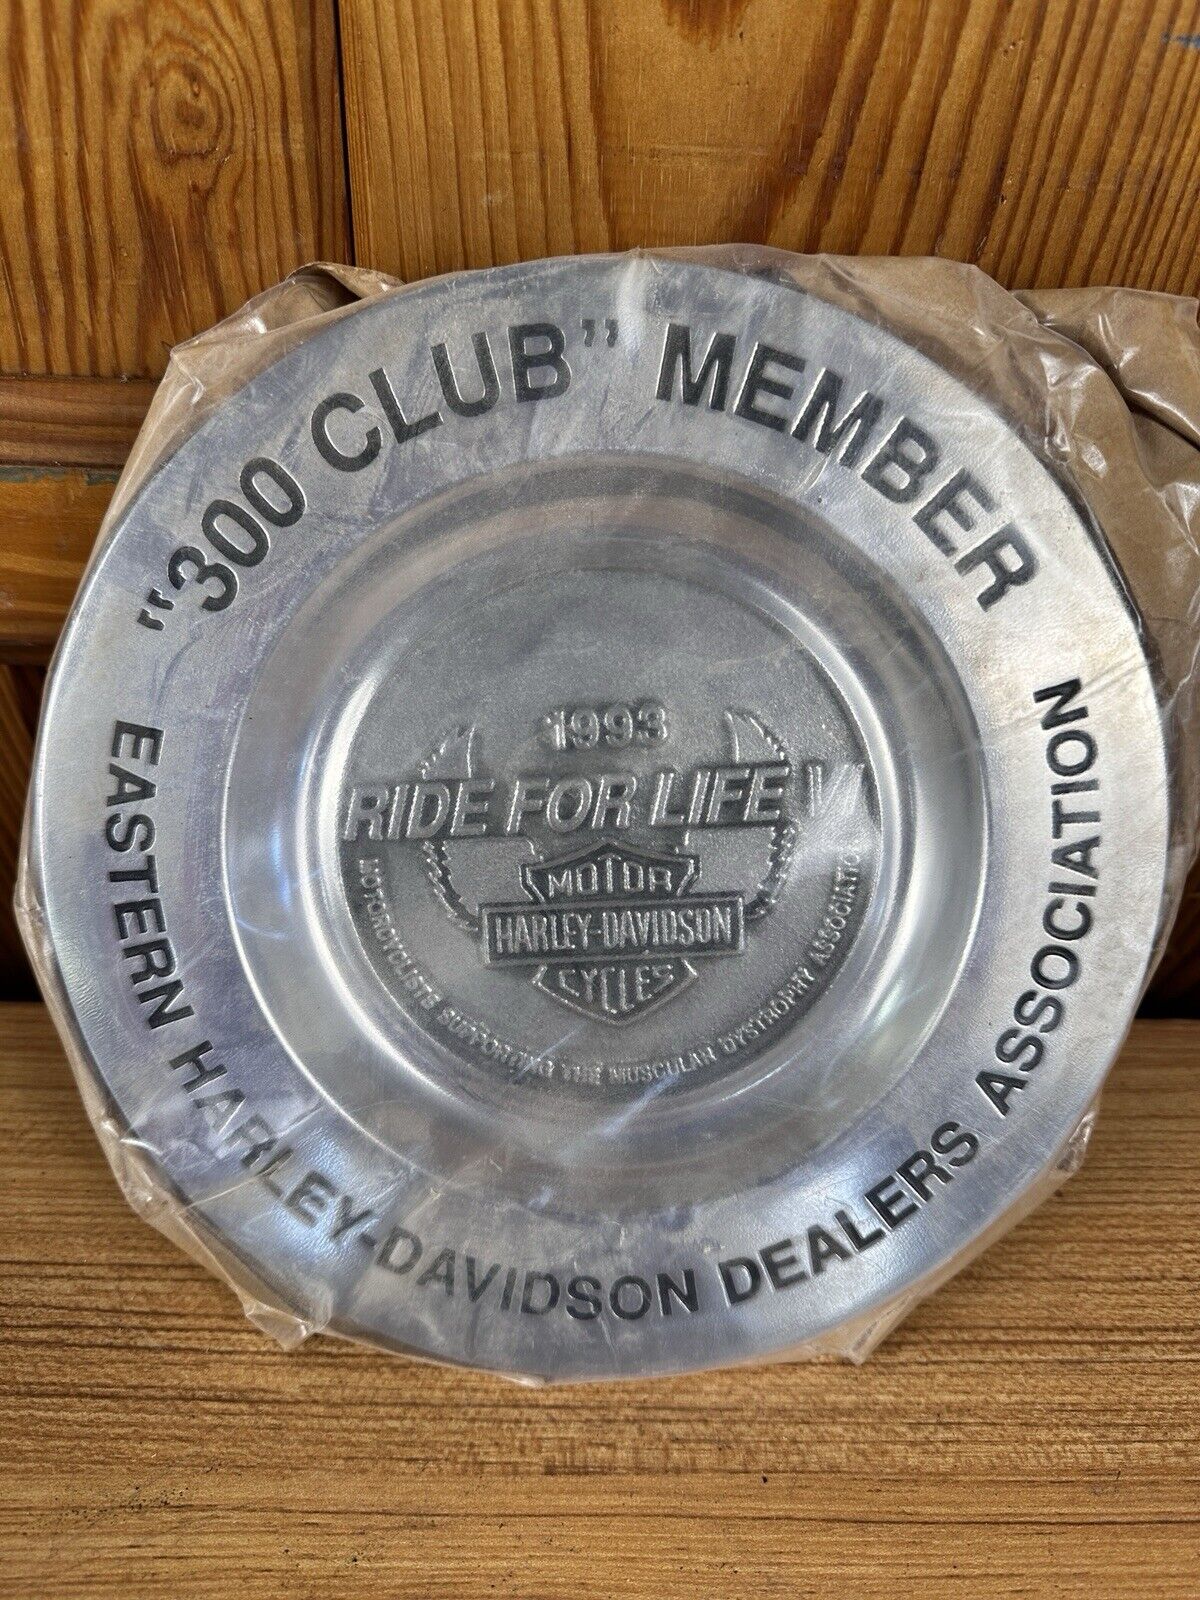 "300 CLUB" MEMBER
EASTERN HARLEY-DAVIDSON DEALERS ASSOCIATION
1993
RIDE FOR LIFE
MOTOR
HARLEY-DAVIDSON
CYCLES
MOTORCYCLISTS SUPPORTING THE MUSCULAR DYSTROPHY ASSOCIATION